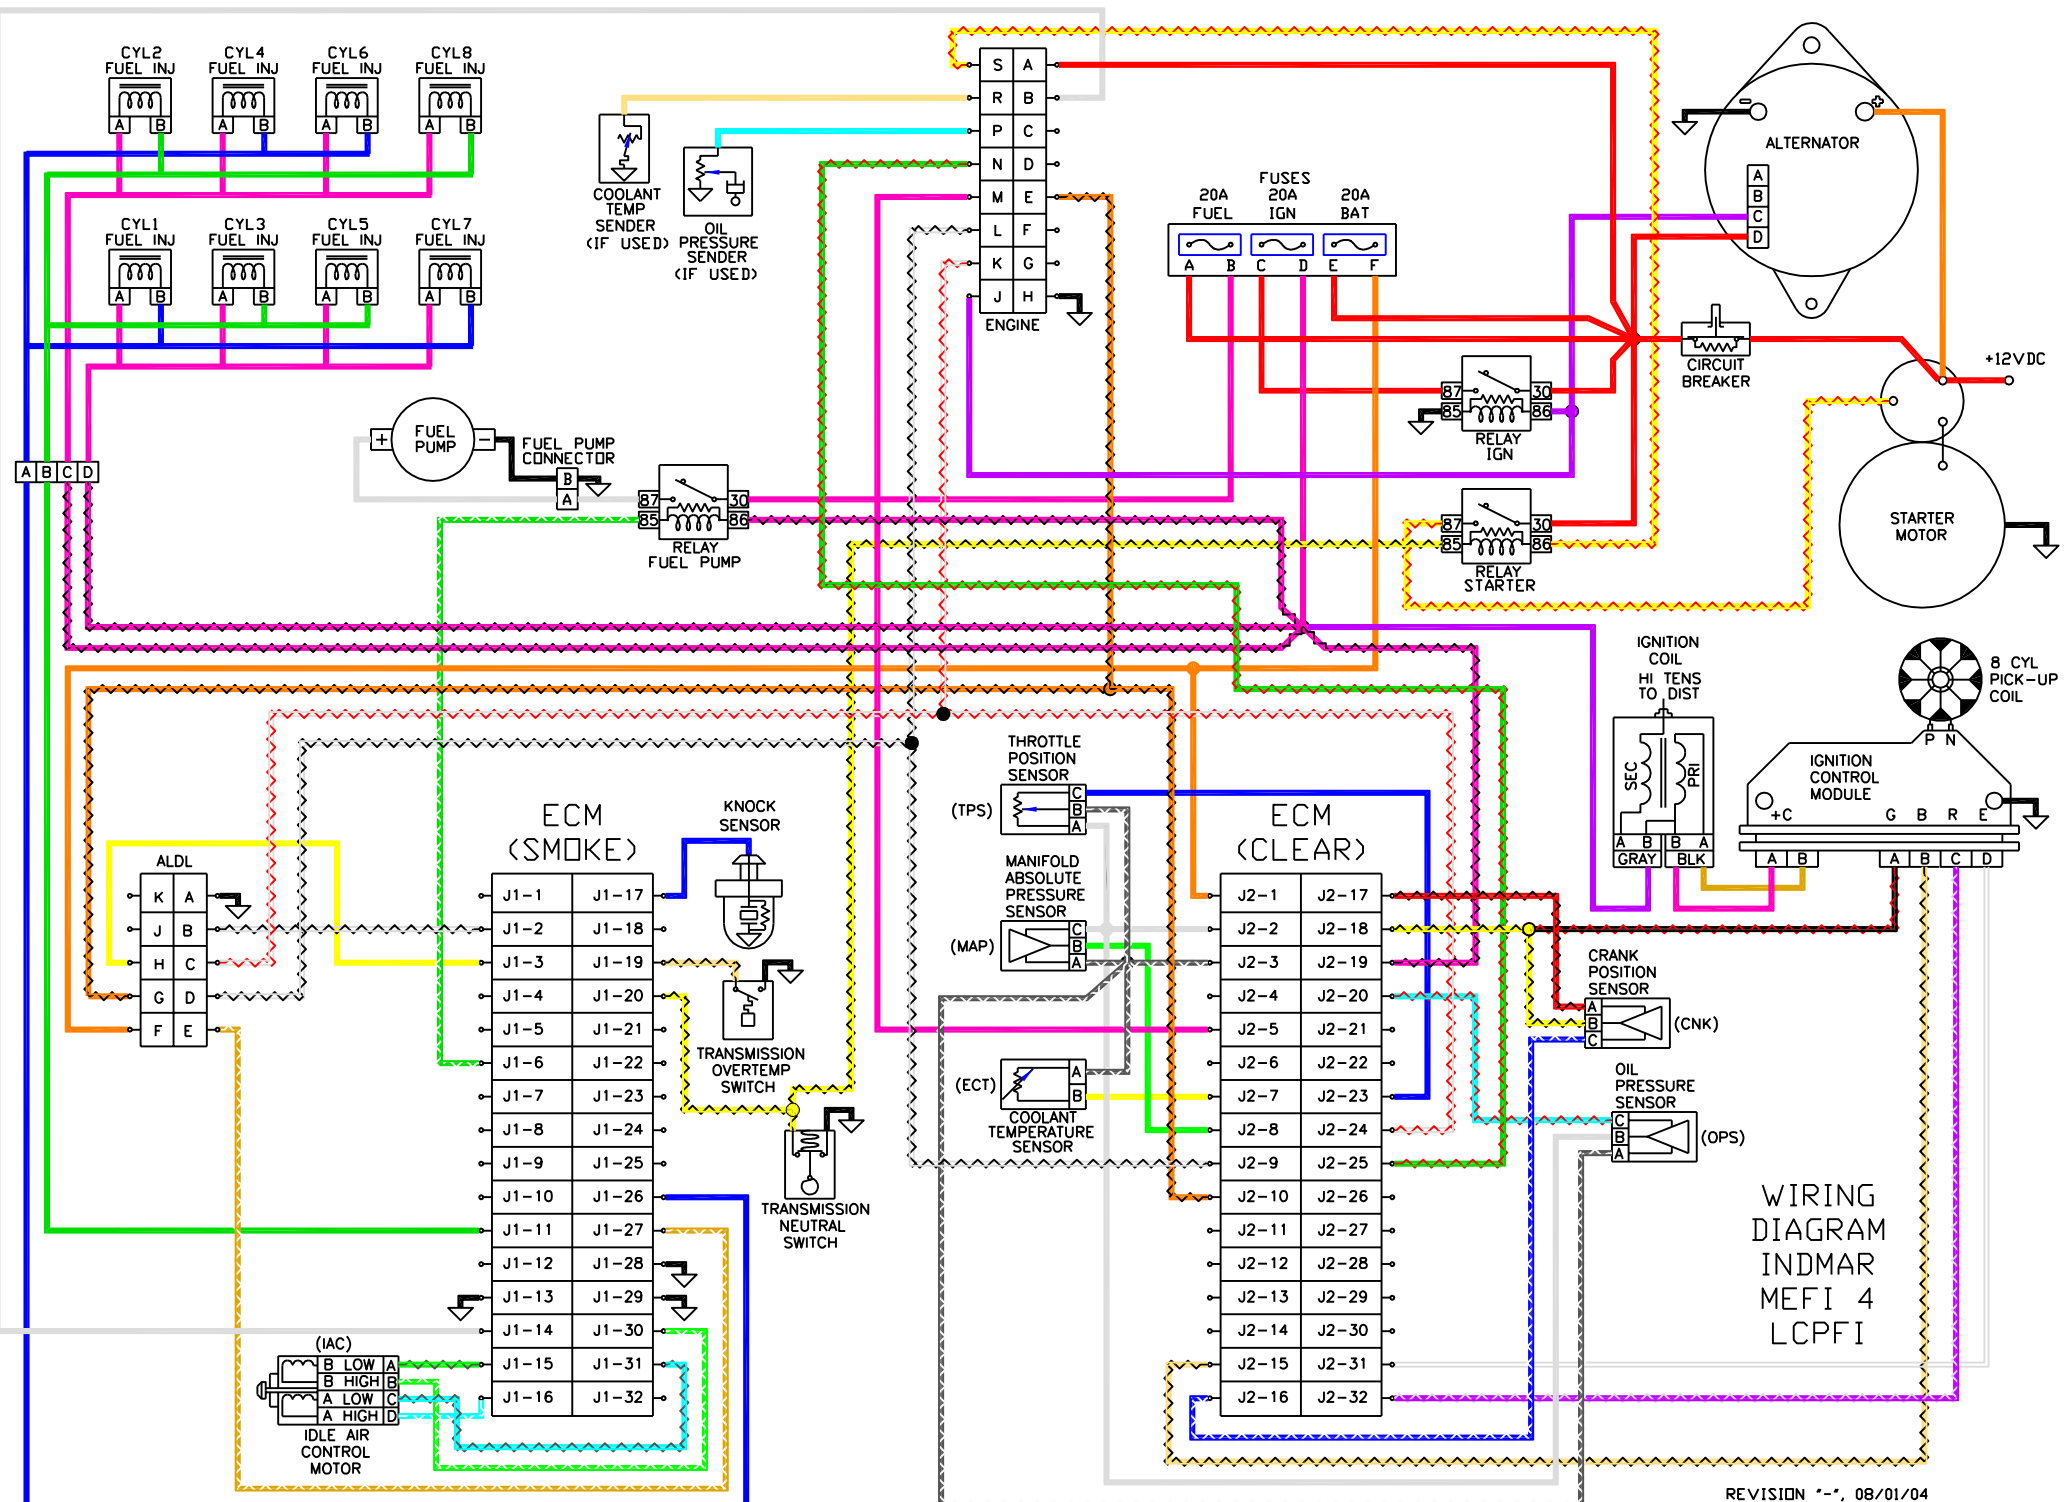 CYL2
FUEL INJ
A B
CYL4
FUEL INJ
A B
CYL6
FUEL INJ
A B
CYL8
FUEL INJ
A B
CYL1
FUEL INJ
A B
CYL3
FUEL INJ
A B
CYL5
FUEL INJ
A B
CYL7
FUEL INJ
A B
COOLANT
TEMP
SENDER
(IF USED)
OIL
PRESSURE
SENDER
(IF USED)
S A
R B
P C
N D
M E
L F
K G
J H
ENGINE
FUSES
20A
FUEL
20A
IGN
20A
BAT
A B C D E F
- +
ALTERNATOR
A
B
C
D
CIRCUIT
BREAKER
+12VDC
87 30
85 86
RELAY
IGN
87 30
85 86
RELAY
STARTER
STARTER
MOTOR
+ FUEL
PUMP -
FUEL PUMP
CONNECTOR
B
A
87 30
85 86
RELAY
FUEL PUMP
A B C D
IGNITION
COIL
HI TENS
TO DIST
SEC PRI
A B B A
GRAY BLK
8 CYL
PICK-UP
COIL
P N
IGNITION
CONTROL
MODULE
+C G B R E
A B A B C D
THROTTLE
POSITION
SENSOR
(TPS)
C
B
A
MANIFOLD
ABSOLUTE
PRESSURE
SENSOR
(MAP)
C
B
A
(ECT)
A
B
COOLANT
TEMPERATURE
SENSOR
KNOCK
SENSOR
TRANSMISSION
OVERTEMP
SWITCH
TRANSMISSION
NEUTRAL
SWITCH
ALDL
K A
J B
H C
G D
F E
ECM
(SMOKE)
J1-1 J1-17
J1-2 J1-18
J1-3 J1-19
J1-4 J1-20
J1-5 J1-21
J1-6 J1-22
J1-7 J1-23
J1-8 J1-24
J1-9 J1-25
J1-10 J1-26
J1-11 J1-27
J1-12 J1-28
J1-13 J1-29
J1-14 J1-30
J1-15 J1-31
J1-16 J1-32
ECM
(CLEAR)
J2-1 J2-17
J2-2 J2-18
J2-3 J2-19
J2-4 J2-20
J2-5 J2-21
J2-6 J2-22
J2-7 J2-23
J2-8 J2-24
J2-9 J2-25
J2-10 J2-26
J2-11 J2-27
J2-12 J2-28
J2-13 J2-29
J2-14 J2-30
J2-15 J2-31
J2-16 J2-32
CRANK
POSITION
SENSOR
A
B
C
(CNK)
OIL
PRESSURE
SENSOR
C
B
A
(OPS)
(IAC)
B LOW A
B HIGH B
A LOW C
A HIGH D
IDLE AIR
CONTROL
MOTOR
WIRING
DIAGRAM
INDMAR
MEFI 4
LCPFI
REVISION "-", 08/01/04